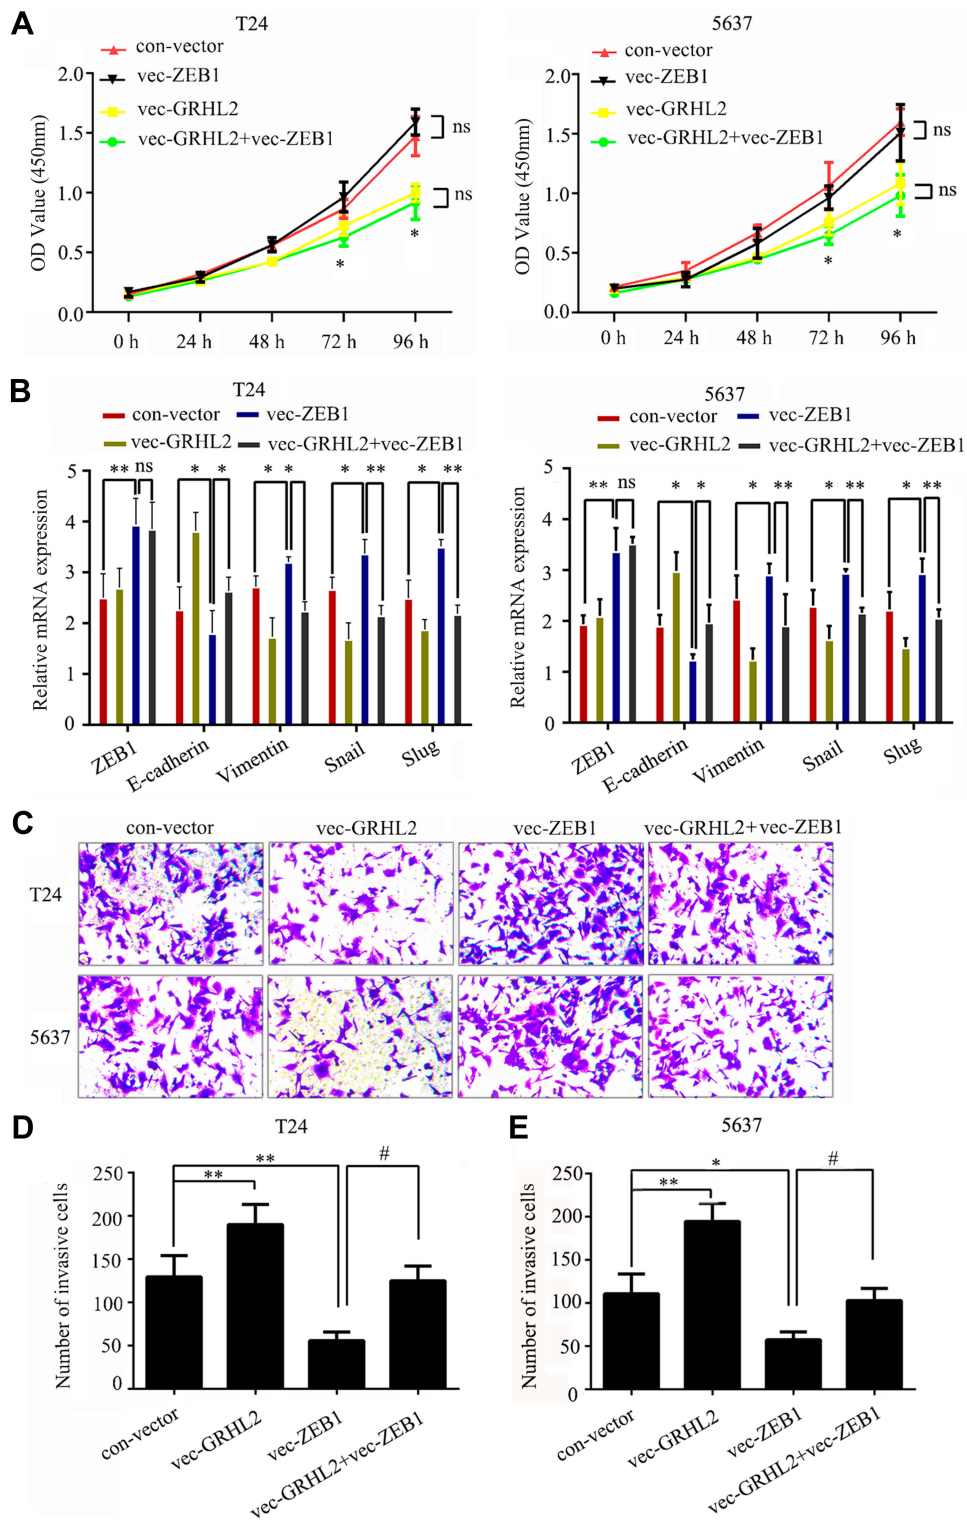 A
T24
con-vector
vec-ZEB1
vec-GRHL2
vec-GRHL2+vec-ZEB1
OD Value (450nm)
2.0
1.5
1.0
0.5
0.0
ns
ns
*
*
0 h 24 h 48 h 72 h 96 h
5637
con-vector
vec-ZEB1
vec-GRHL2
vec-GRHL2+vec-ZEB1
OD Value (450nm)
2.0
1.5
1.0
0.5
0.0
ns
ns
*
*
0 h 24 h 48 h 72 h 96 h
B
T24
con-vector vec-ZEB1
vec-GRHL2 vec-GRHL2+vec-ZEB1
Relative mRNA expression
5
4
3
2
1
0
** ns * * * * * ** * **
ZEB1 E-cadherin Vimentin Snail Slug
5637
con-vector vec-ZEB1
vec-GRHL2 vec-GRHL2+vec-ZEB1
Relative mRNA expression
5
4
3
2
1
0
** ns * * * ** * ** * **
ZEB1 E-cadherin Vimentin Snail Slug
C
con-vector vec-GRHL2 vec-ZEB1 vec-GRHL2+vec-ZEB1
T24
5637
D
T24
Number of invasive cells
250
200
150
100
50
0
**
**
#
con-vector vec-GRHL2 vec-ZEB1 vec-GRHL2+vec-ZEB1
E
5637
Number of invasive cells
250
200
150
100
50
0
*
**
#
con-vector vec-GRHL2 vec-ZEB1 vec-GRHL2+vec-ZEB1